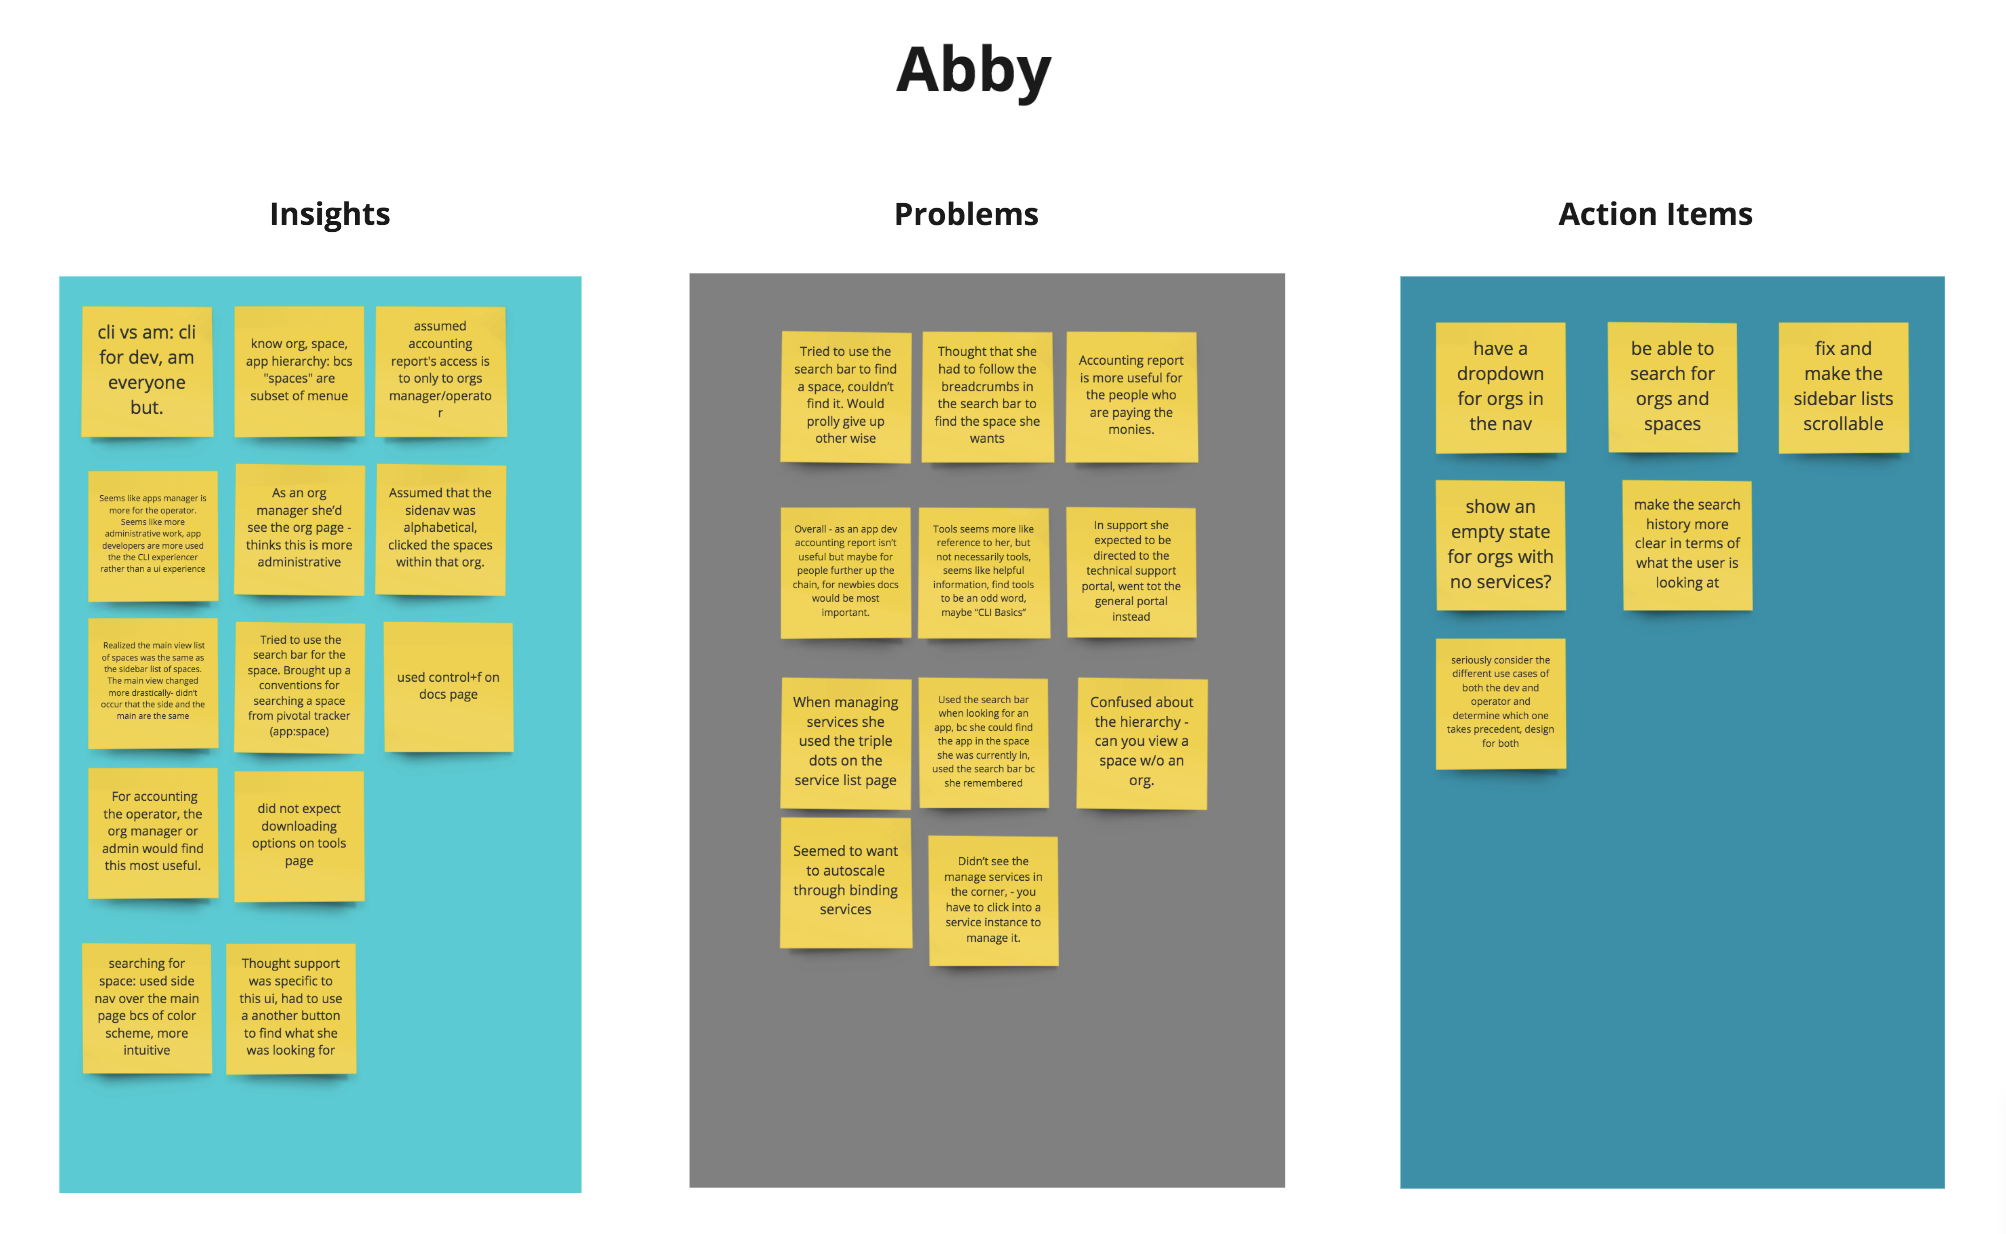 Abby
Insights
cli vs am: cli
for dev, am
everyone
but.
know org, space,
app hierarchy: bcs
"spaces" are
subset of menue
assumed
accounting
report's access is
to only to orgs
manager/operato
r
Seems like apps manager is
more for the operator.
Seems like more
administrative work, app
developers are more used
the the CLI experiencer
rather than a ui experience
As an org
manager she'd
see the org page -
thinks this is more
administrative
Assumed that the
sidenav was
alphabetical,
clicked the spaces
within that org.
Realized the main view list
of spaces was the same as
the sidebar list of spaces.
The main view changed
more drastically- didn't
occur that the side and the
main are the same
Tried to use the
search bar for the
space. Brought up a
conventions for
searching a space
from pivotal tracker
(app:space)
used control+f on
docs page
For accounting
the operator, the
org manager or
admin would find
this most useful.
did not expect
downloading
options on tools
page
searching for
space: used side
nav over the main
page bcs of color
scheme, more
intuitive
Thought support
was specific to
this ui, had to use
a another button
to find what she
was looking for
Problems
Tried to use the
search bar to find
a space, couldn't
find it. Would
prolly give up
other wise
Thought that she
had to follow the
breadcrumbs in
the search bar to
find the space she
wants
Accounting report
is more useful for
the people who
are paying the
monies.
Overall - as an app dev
accounting report isn't
useful but maybe for
people further up the
chain, for newbies docs
would be most
important.
Tools seems more like
reference to her, but
not necessarily tools,
seems like helpful
information, find tools
to be an odd word,
maybe "CLI Basics"
In support she
expected to be
directed to the
technical support
portal, went tot the
general portal
instead
When managing
services she
used the triple
dots on the
service list page
Used the search bar
when looking for an
app, bc she could find
the app in the space
she was currently in,
used the search bar bc
she remembered
Confused about
the hierarchy -
can you view a
space w/o an
org.
Seemed to want
to autoscale
through binding
services
Didn't see the
manage services in
the corner, - you
have to click into a
service instance to
manage it.
Action Items
have a
dropdown
for orgs in
the nav
be able to
search for
orgs and
spaces
fix and
make the
sidebar lists
scrollable
show an
empty state
for orgs with
no services?
make the search
history more
clear in terms of
what the user is
looking at
seriously consider the
different use cases of
both the dev and
operator and
determine which one
takes precedent, design
for both